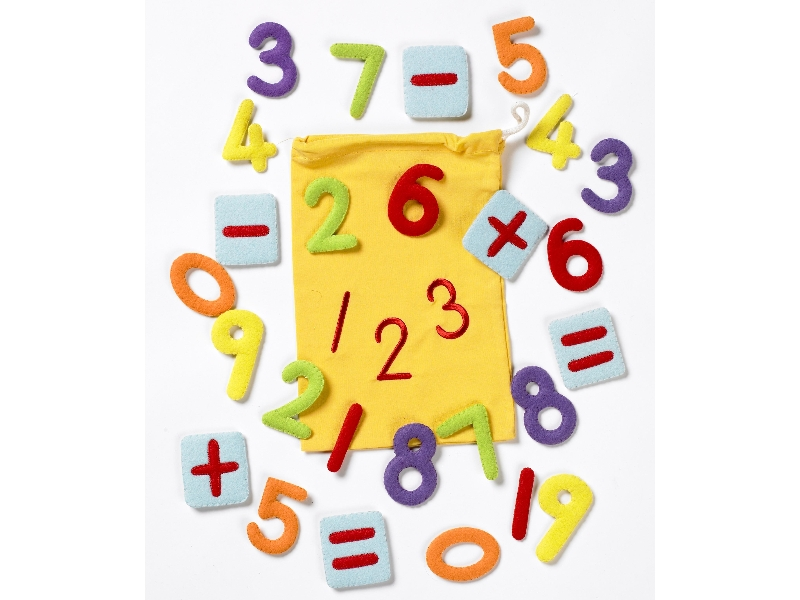 3 7 − 5
4 4 3
− 2 6 + 6
0
9 1 2 3 =
2 1 8 7 8
+ 5 = 0 1 9